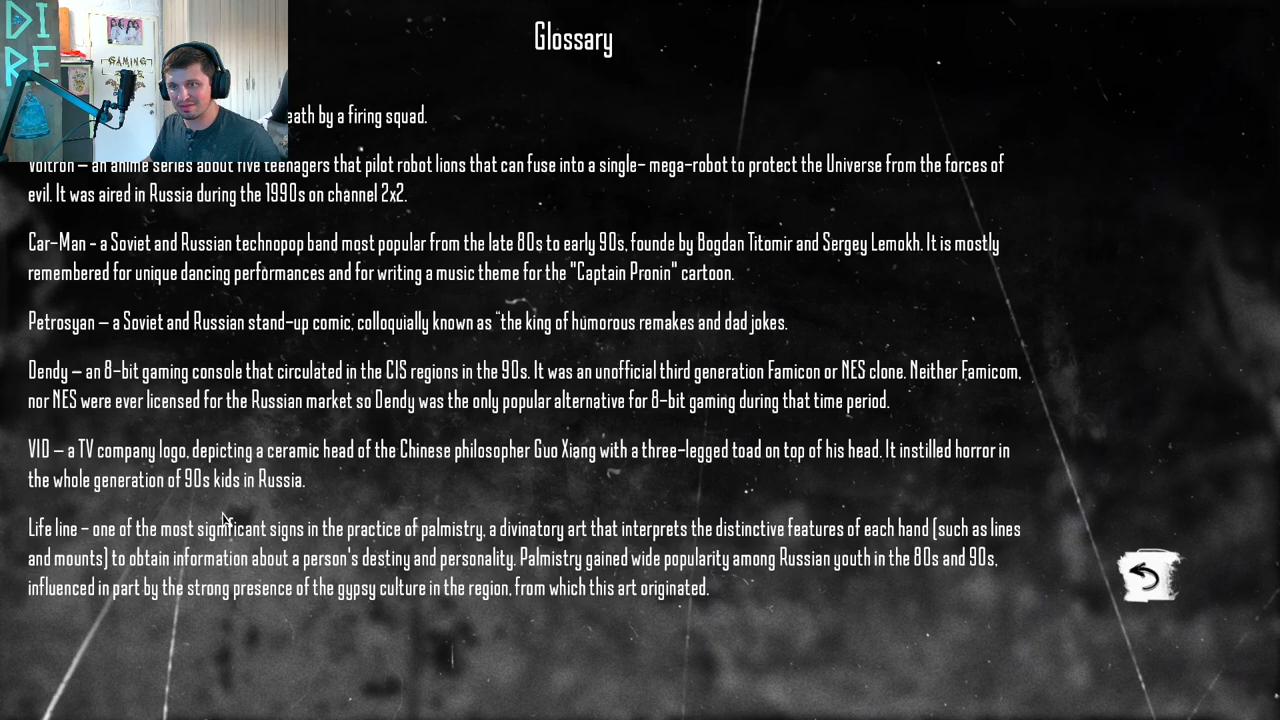 DI
RE
GAMING
Glossary
eath by a firing squad.
Voltron – an anime series about five teenagers that pilot robot lions that can fuse into a single- mega-robot to protect the Universe from the forces of
evil. It was aired in Russia during the 1990s on channel 2x2.
Car-Man - a Soviet and Russian technopop band most popular from the late 80s to early 90s, founde by Bogdan Titomir and Sergey Lemokh. It is mostly
remembered for unique dancing performances and for writing a music theme for the "Captain Pronin" cartoon.
Petrosyan – a Soviet and Russian stand-up comic, colloquially known as “the king of humorous remakes and dad jokes.
Dendy – an 8-bit gaming console that circulated in the CIS regions in the 90s. It was an unofficial third generation Famicon or NES clone. Neither Famicom,
nor NES were ever licensed for the Russian market so Dendy was the only popular alternative for 8-bit gaming during that time period.
VID – a TV company logo, depicting a ceramic head of the Chinese philosopher Guo Xiang with a three-legged toad on top of his head. It instilled horror in
the whole generation of 90s kids in Russia.
Life line - one of the most significant signs in the practice of palmistry, a divinatory art that interprets the distinctive features of each hand (such as lines
and mounts) to obtain information about a person's destiny and personality. Palmistry gained wide popularity among Russian youth in the 80s and 90s,
influenced in part by the strong presence of the gypsy culture in the region, from which this art originated.